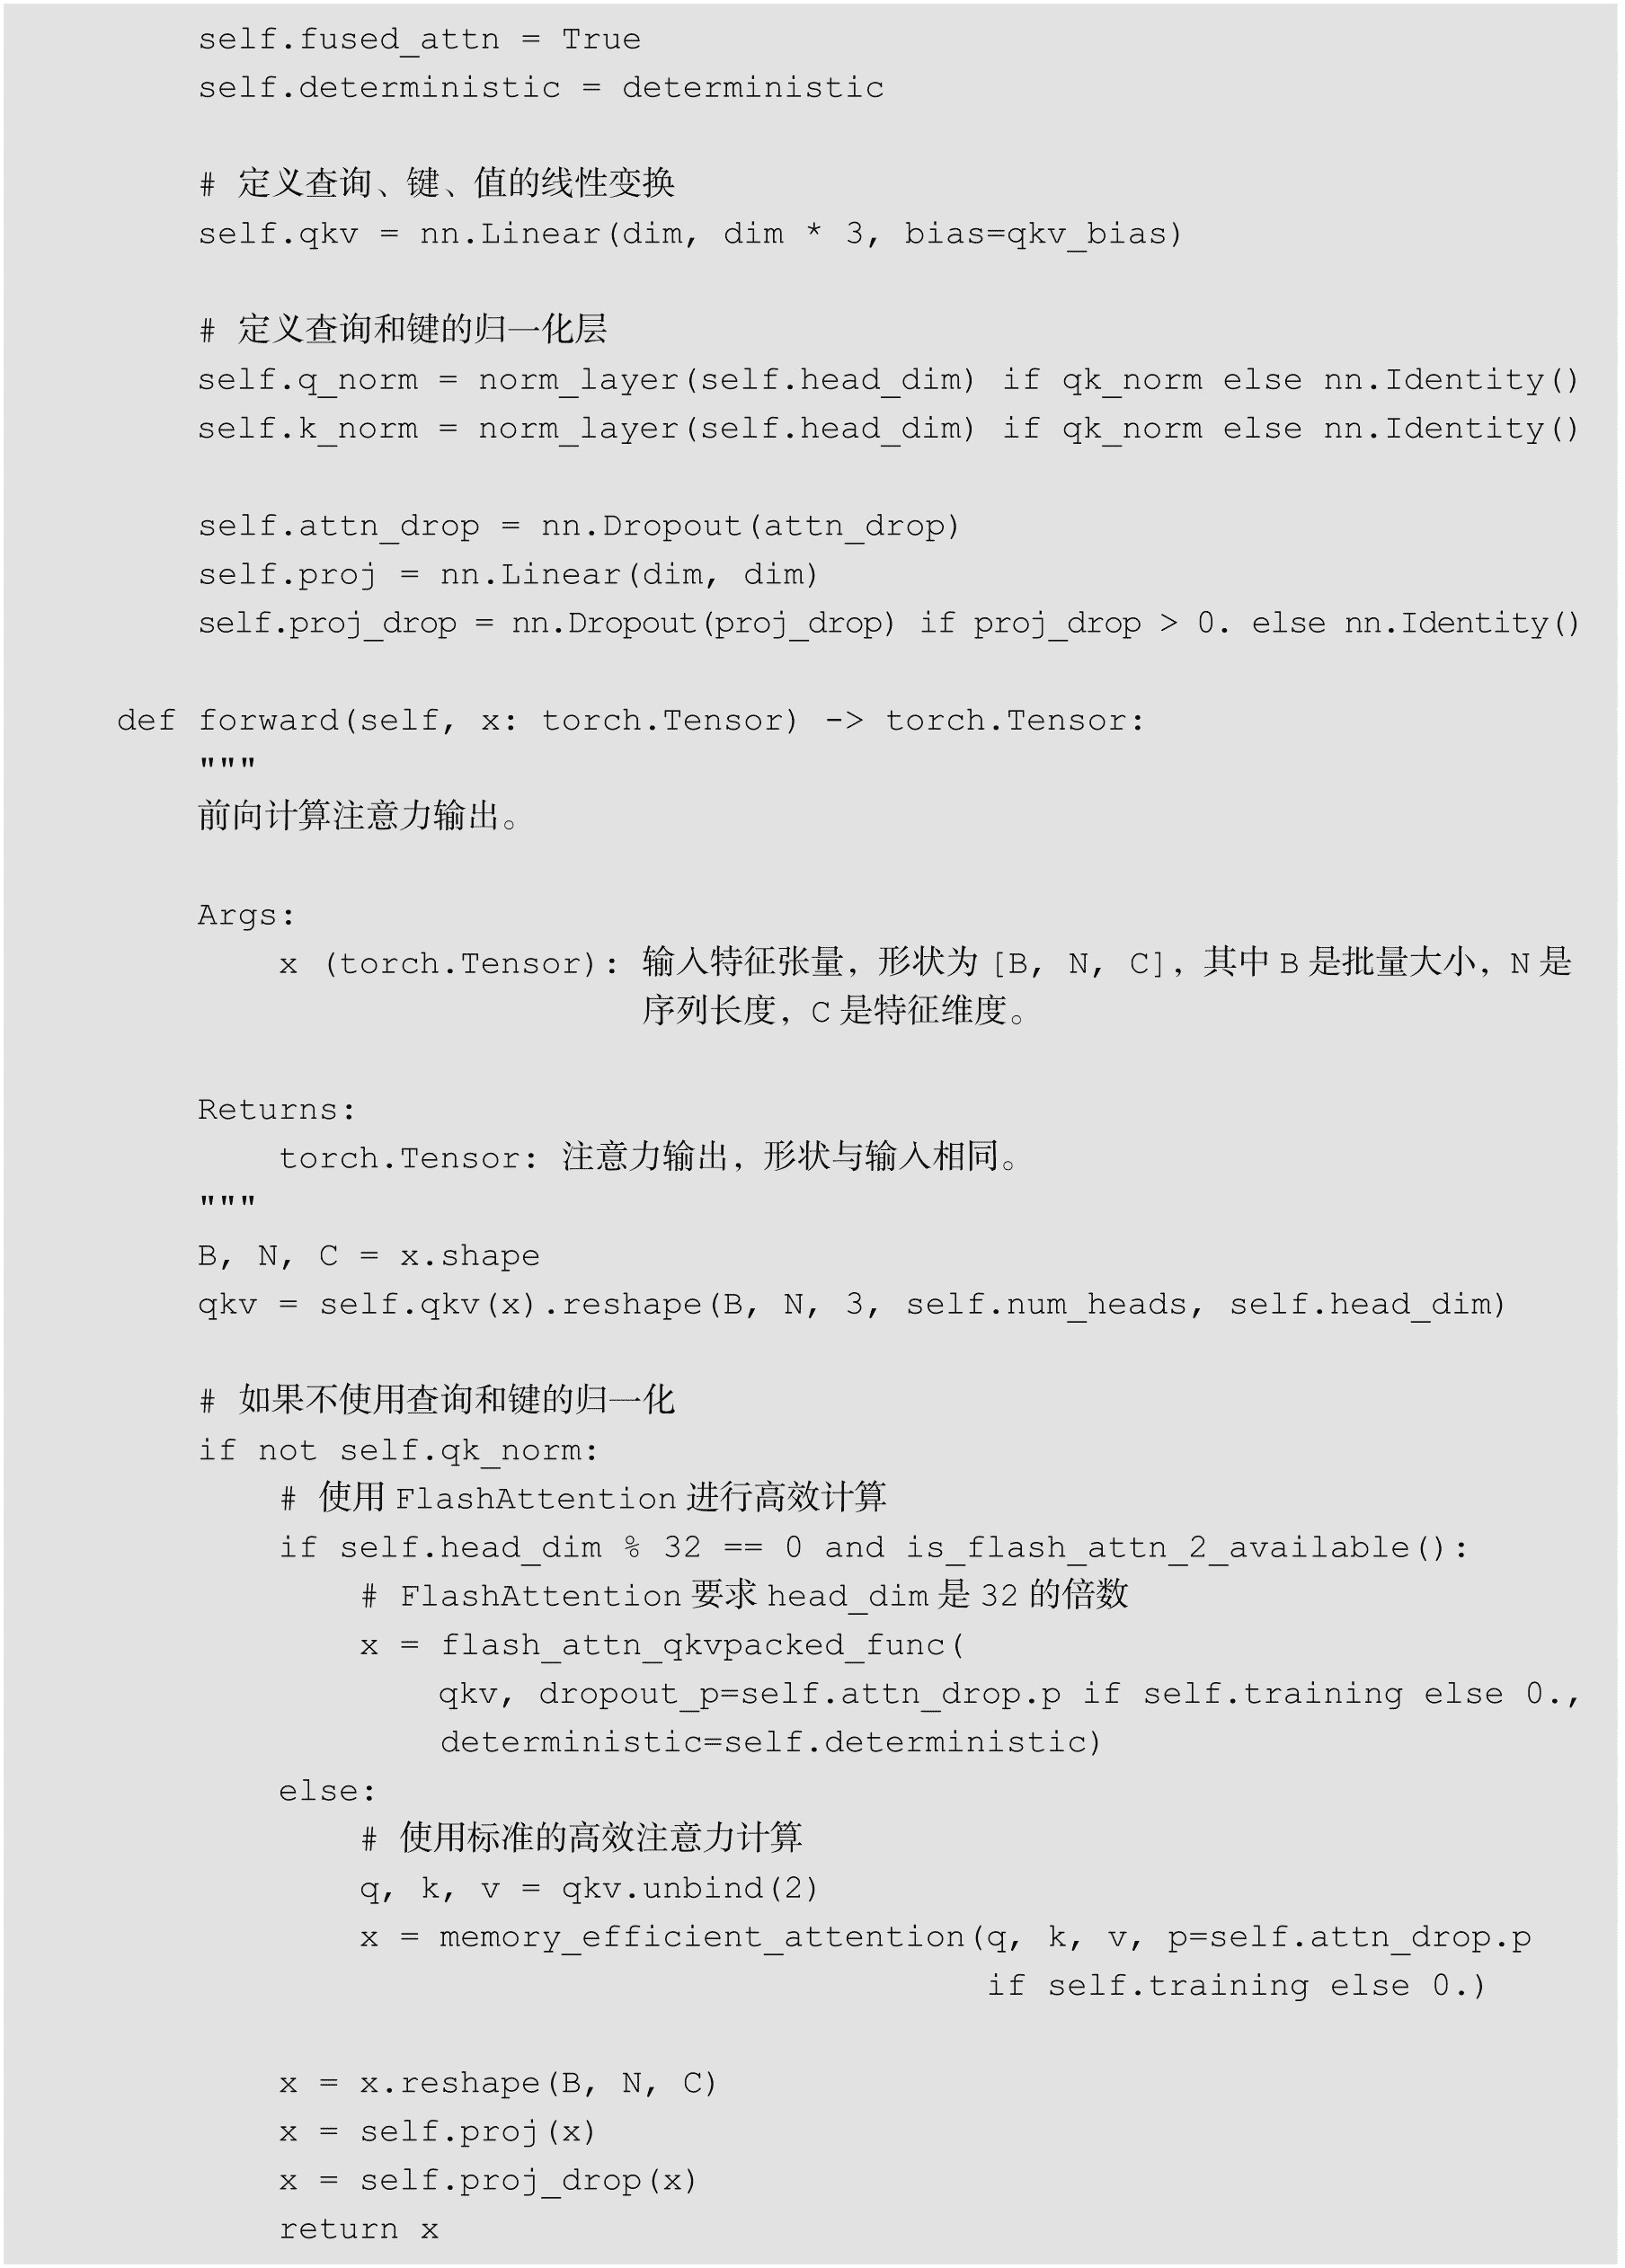 self.fused_attn = True
self.deterministic = deterministic
# 定义查询、键、值的线性变换
self.qkv = nn.Linear(dim, dim * 3, bias=qkv_bias)
# 定义查询和键的归一化层
self.q_norm = norm_layer(self.head_dim) if qk_norm else nn.Identity()
self.k_norm = norm_layer(self.head_dim) if qk_norm else nn.Identity()
self.attn_drop = nn.Dropout(attn_drop)
self.proj = nn.Linear(dim, dim)
self.proj_drop = nn.Dropout(proj_drop) if proj_drop > 0. else nn.Identity()
def forward(self, x: torch.Tensor) -> torch.Tensor:
"""
前向计算注意力输出。
Args:
x (torch.Tensor): 输入特征张量，形状为 [B, N, C]，其中 B 是批量大小，N 是
序列长度，C 是特征维度。
Returns:
torch.Tensor: 注意力输出，形状与输入相同。
"""
B, N, C = x.shape
qkv = self.qkv(x).reshape(B, N, 3, self.num_heads, self.head_dim)
# 如果不使用查询和键的归一化
if not self.qk_norm:
# 使用 FlashAttention 进行高效计算
if self.head_dim % 32 == 0 and is_flash_attn_2_available():
# FlashAttention 要求 head_dim 是 32 的倍数
x = flash_attn_qkvpacked_func(
qkv, dropout_p=self.attn_drop.p if self.training else 0.,
deterministic=self.deterministic)
else:
# 使用标准的高效注意力计算
q, k, v = qkv.unbind(2)
x = memory_efficient_attention(q, k, v, p=self.attn_drop.p
if self.training else 0.)
x = x.reshape(B, N, C)
x = self.proj(x)
x = self.proj_drop(x)
return x